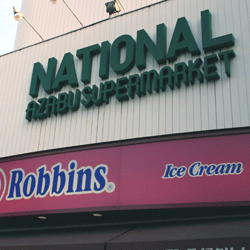 NATIONAL
AZABU SUPERMARKET
Robbins®
Ice Cream